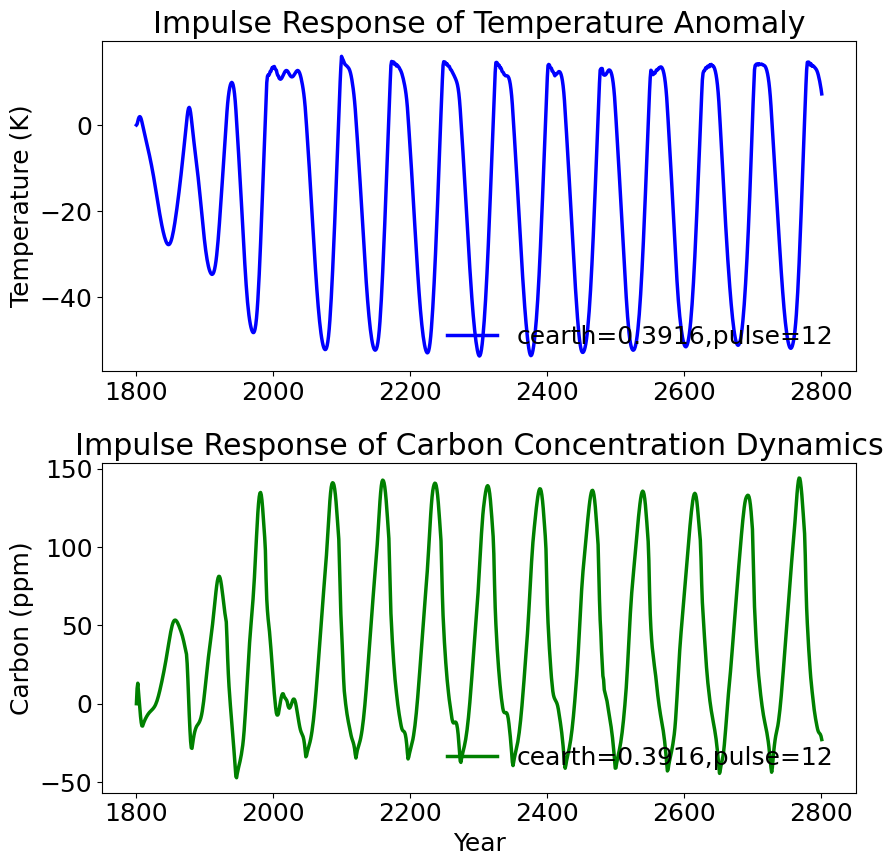 Impulse Response of Temperature Anomaly
Temperature (K)
0
−20
−40
cearth=0.3916,pulse=12
1800 2000 2200 2400 2600 2800
Impulse Response of Carbon Concentration Dynamics
Carbon (ppm)
150
100
50
0
−50
cearth=0.3916,pulse=12
1800 2000 2200 2400 2600 2800
Year